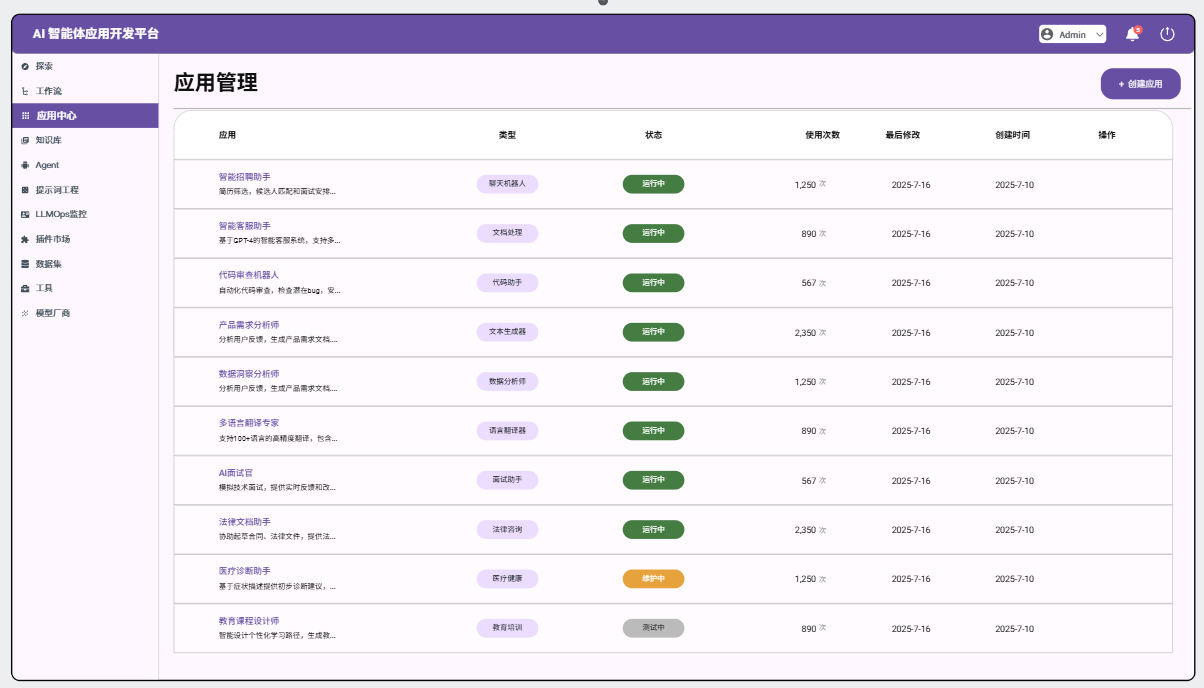 AI 智能体应用开发平台
Admin
5
探索
工作流
应用中心
知识库
Agent
提示词工程
LLMOps监控
插件市场
数据集
工具
模型厂商
应用管理
+ 创建应用
应用 类型 状态 使用次数 最后修改 创建时间 操作
智能招聘助手
简历筛选，候选人匹配和面试安排...
聊天机器人 运行中 1,250 次 2025-7-16 2025-7-10
智能客服助手
基于GPT-4的智能客服系统，支持多...
文档处理 运行中 890 次 2025-7-16 2025-7-10
代码审查机器人
自动化代码审查，检查潜在bug，安...
代码助手 运行中 567 次 2025-7-16 2025-7-10
产品需求分析师
分析用户反馈，生成产品需求文档....
文本生成器 运行中 2,350 次 2025-7-16 2025-7-10
数据洞察分析师
分析用户反馈，生成产品需求文档....
数据分析师 运行中 1,250 次 2025-7-16 2025-7-10
多语言翻译专家
支持100+语言的高精度翻译，包含...
语言翻译器 运行中 890 次 2025-7-16 2025-7-10
AI面试官
模拟技术面试，提供实时反馈和改...
面试助手 运行中 567 次 2025-7-16 2025-7-10
法律文档助手
协助起草合同、法律文件，提供法...
法律咨询 运行中 2,350 次 2025-7-16 2025-7-10
医疗诊断助手
基于症状描述提供初步诊断建议，...
医疗健康 维护中 1,250 次 2025-7-16 2025-7-10
教育课程设计师
智能设计个性化学习路径，生成教...
教育培训 测试中 890 次 2025-7-16 2025-7-10